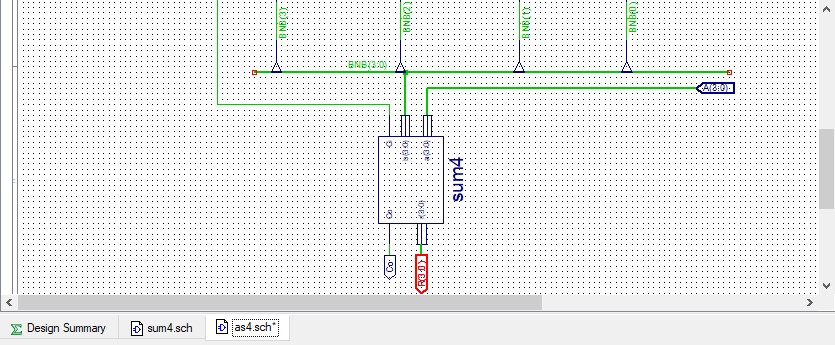 BNB(3)
BNB(2)
BNB(1)
BNB(0)
BNB(3:0)
A(3:0)
Ci
b(3:0)
a(3:0)
sum4
Co
r(3:0)
Co
R(3:0)
Design Summary
sum4.sch
as4.sch*